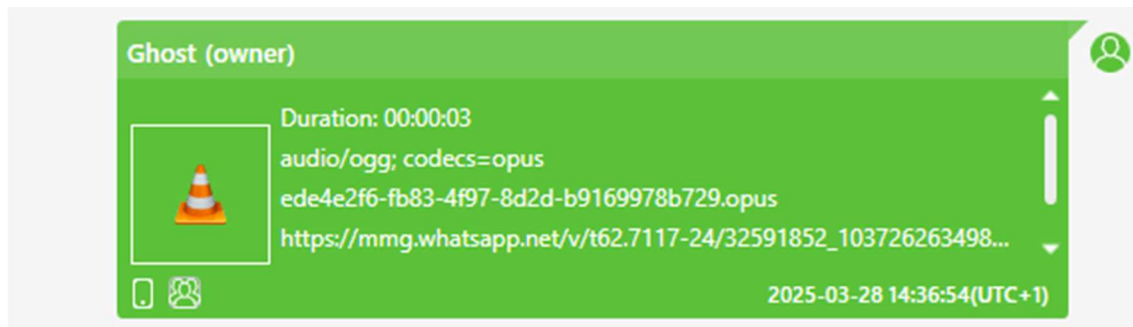 Ghost (owner)
Duration: 00:00:03
audio/ogg; codecs=opus
ede4e2f6-fb83-4f97-8d2d-b9169978b729.opus
https://mmg.whatsapp.net/v/t62.7117-24/32591852_103726263498...
2025-03-28 14:36:54(UTC+1)